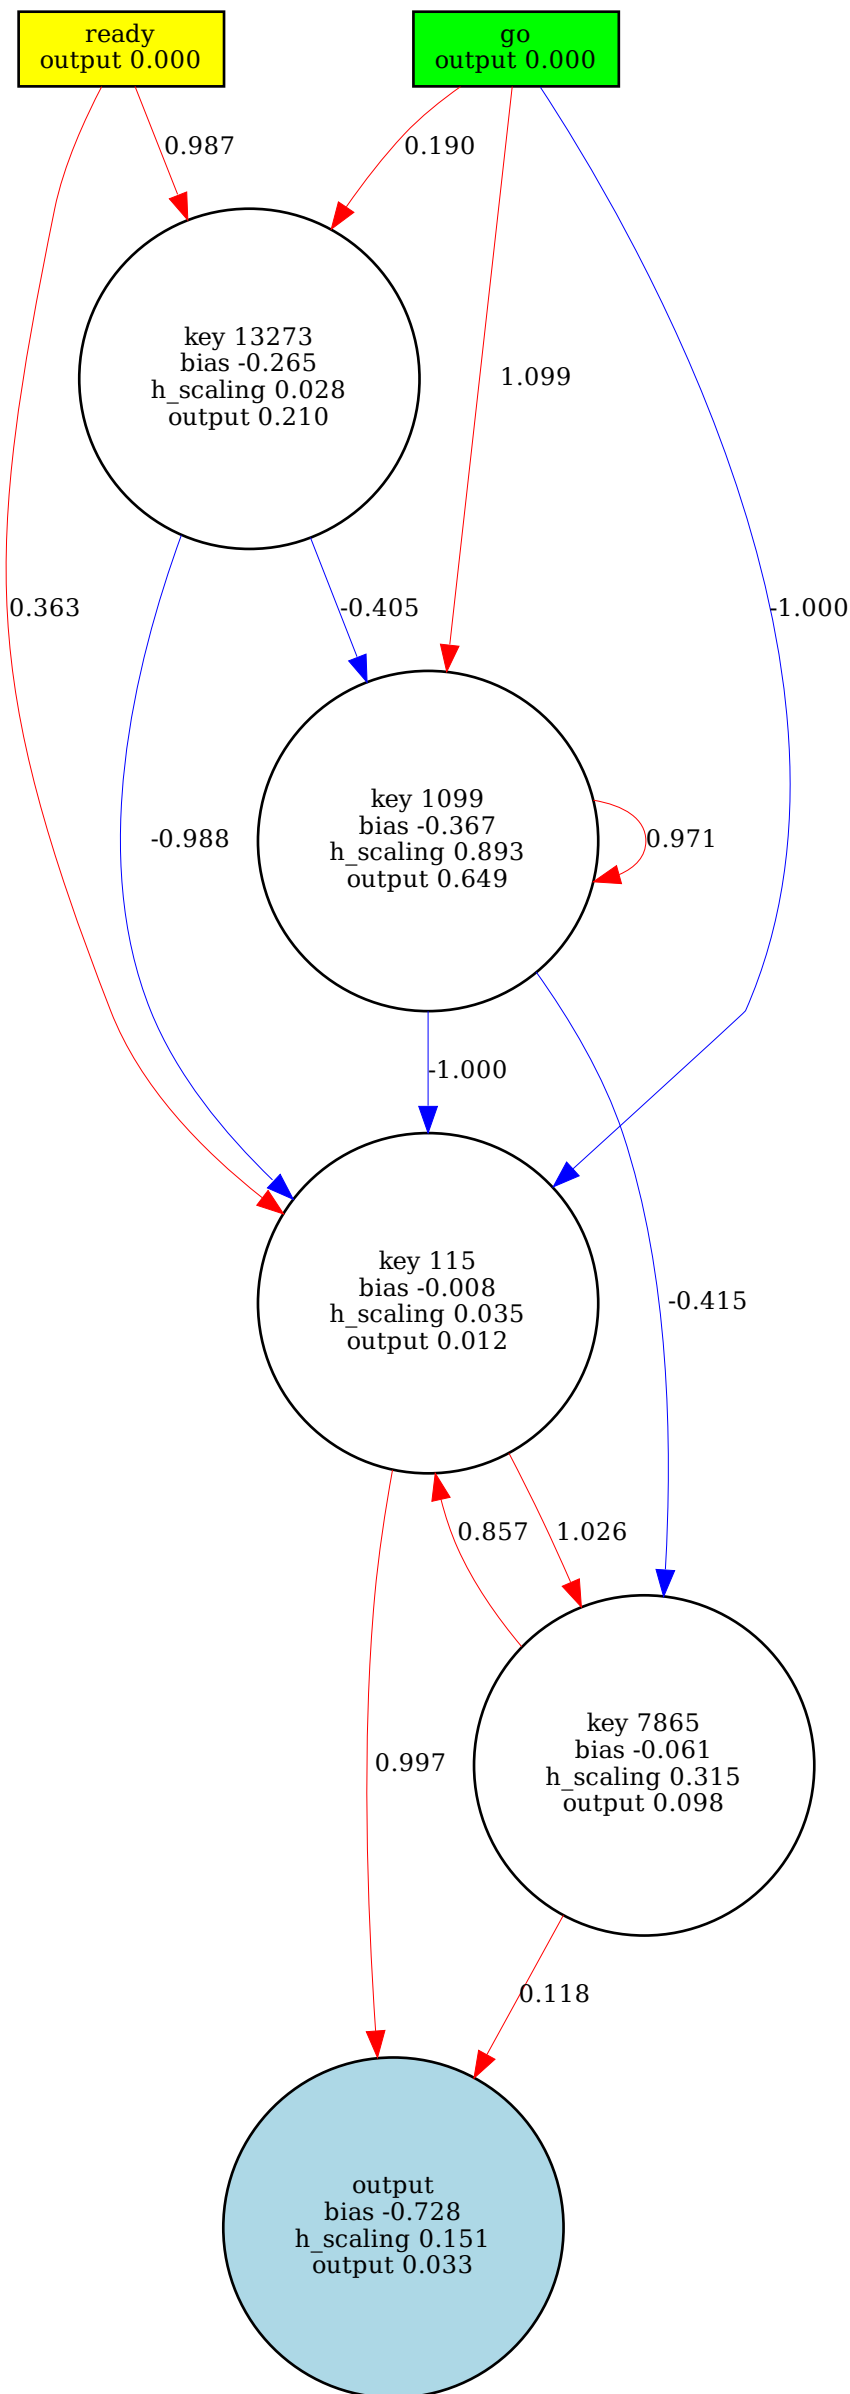 ready
output 0.000
go
output 0.000
0.987
0.190
key 13273
bias -0.265
h_scaling 0.028
output 0.210
1.099
0.363
-0.405
-1.000
key 1099
bias -0.367
h_scaling 0.893
output 0.649
-0.988
0.971
-1.000
key 115
bias -0.008
h_scaling 0.035
output 0.012
-0.415
0.857
1.026
key 7865
bias -0.061
h_scaling 0.315
output 0.098
0.997
0.118
output
bias -0.728
h_scaling 0.151
output 0.033